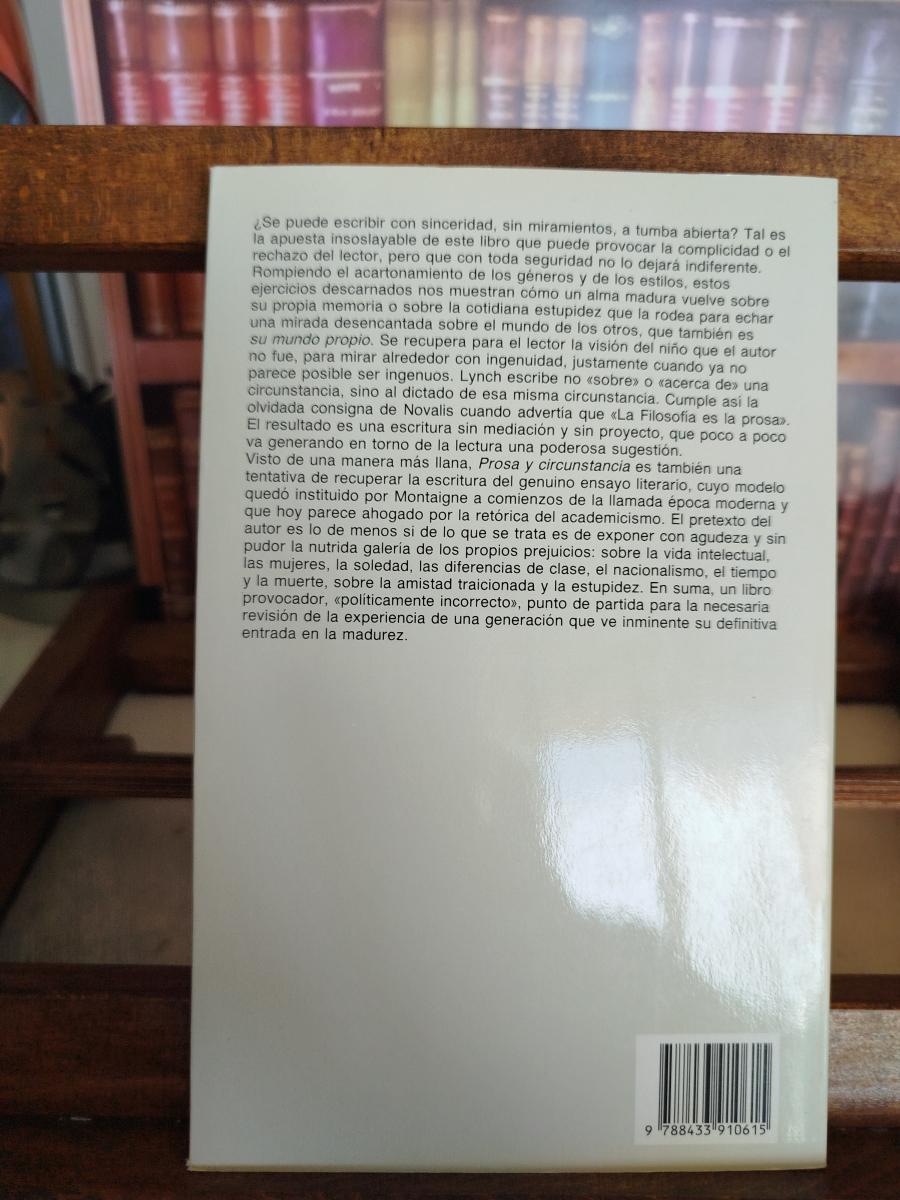 ¿Se puede escribir con sinceridad, sin miramientos, a tumba abierta? Tal es
la apuesta insoslayable de este libro que puede provocar la complicidad o el
rechazo del lector, pero que con toda seguridad no lo dejará indiferente.
Rompiendo el acartonamiento de los géneros y de los estilos, estos
ejercicios descarnados nos muestran cómo un alma madura vuelve sobre
su propia memoria o sobre la cotidiana estupidez que la rodea para echar
una mirada desencantada sobre el mundo de los otros, que también es
su mundo propio. Se recupera para el lector la visión del niño que el autor
no fue, para mirar alrededor con ingenuidad, justamente cuando ya no
parece posible ser ingenuos. Lynch escribe no «sobre» o «acerca de» una
circunstancia, sino al dictado de esa misma circunstancia. Cumple así la
olvidada consigna de Novalis cuando advertía que «La Filosofía es la prosa».
El resultado es una escritura sin mediación y sin proyecto, que poco a poco
va generando en torno de la lectura una poderosa sugestión.
Visto de una manera más llana, Prosa y circunstancia es también una
tentativa de recuperar la escritura del genuino ensayo literario, cuyo modelo
quedó instituido por Montaigne a comienzos de la llamada época moderna y
que hoy parece ahogado por la retórica del academicismo. El pretexto del
autor es lo de menos si de lo que se trata es de exponer con agudeza y sin
pudor la nutrida galería de los propios prejuicios: sobre la vida intelectual,
las mujeres, la soledad, las diferencias de clase, el nacionalismo, el tiempo
y la muerte, sobre la amistad traicionada y la estupidez. En suma, un libro
provocador, «políticamente incorrecto», punto de partida para la necesaria
revisión de la experiencia de una generación que ve inminente su definitiva
entrada en la madurez.
9 788433 910615